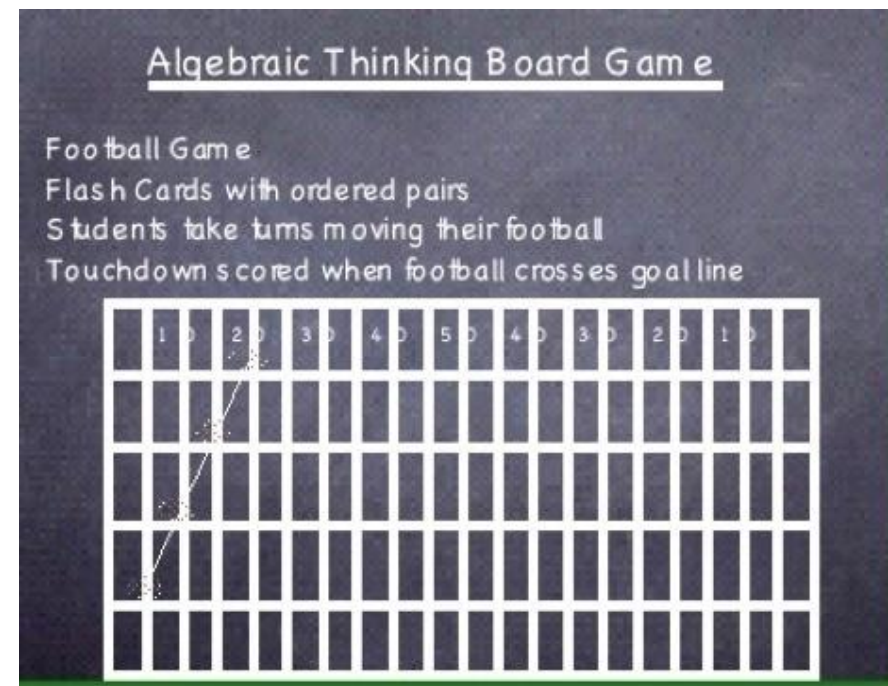 Algebraic Thinking Board Game
Football Game
Flash Cards with ordered pairs
Students take turns moving their football
Touchdown scored when football crosses goal line
10 20 30 40 50 40 30 20 10